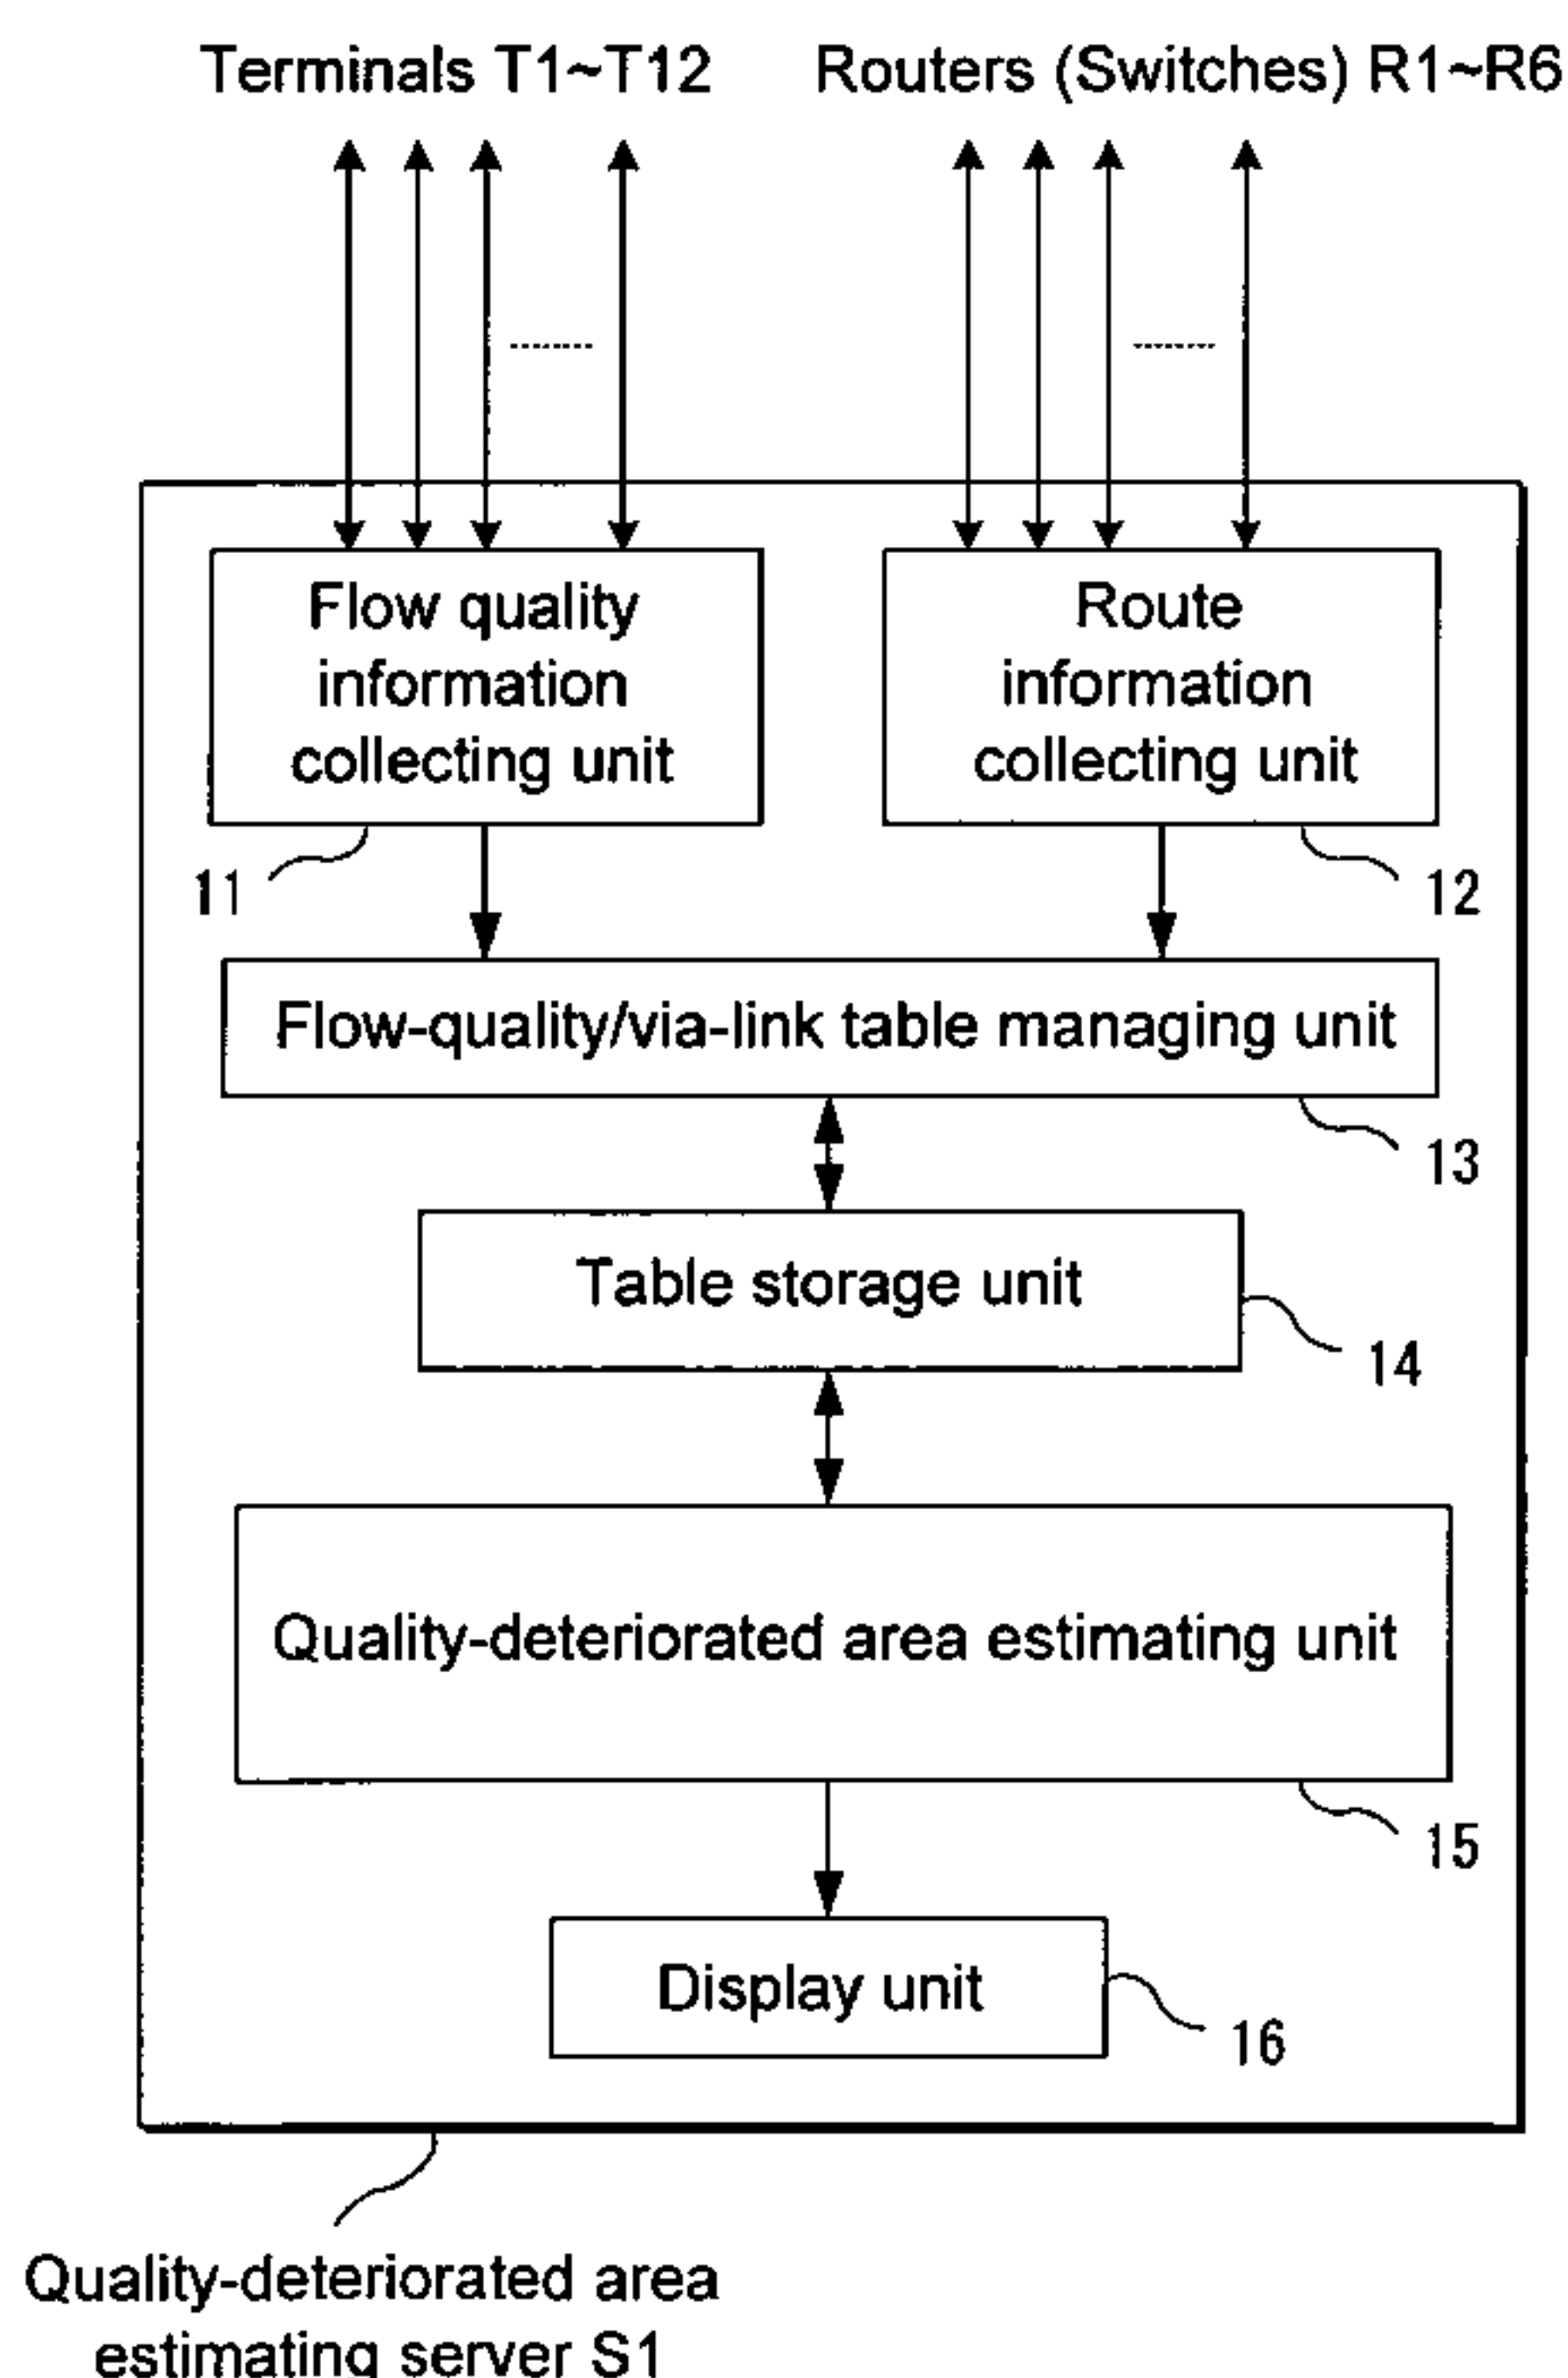 Terminals T1~T12
Routers (Switches) R1~R6
Flow quality
information
collecting unit
Route
information
collecting unit
11
12
Flow-quality/via-link table managing unit
13
Table storage unit
14
Quality-deteriorated area estimating unit
15
Display unit
16
Quality-deteriorated area
estimating server S1